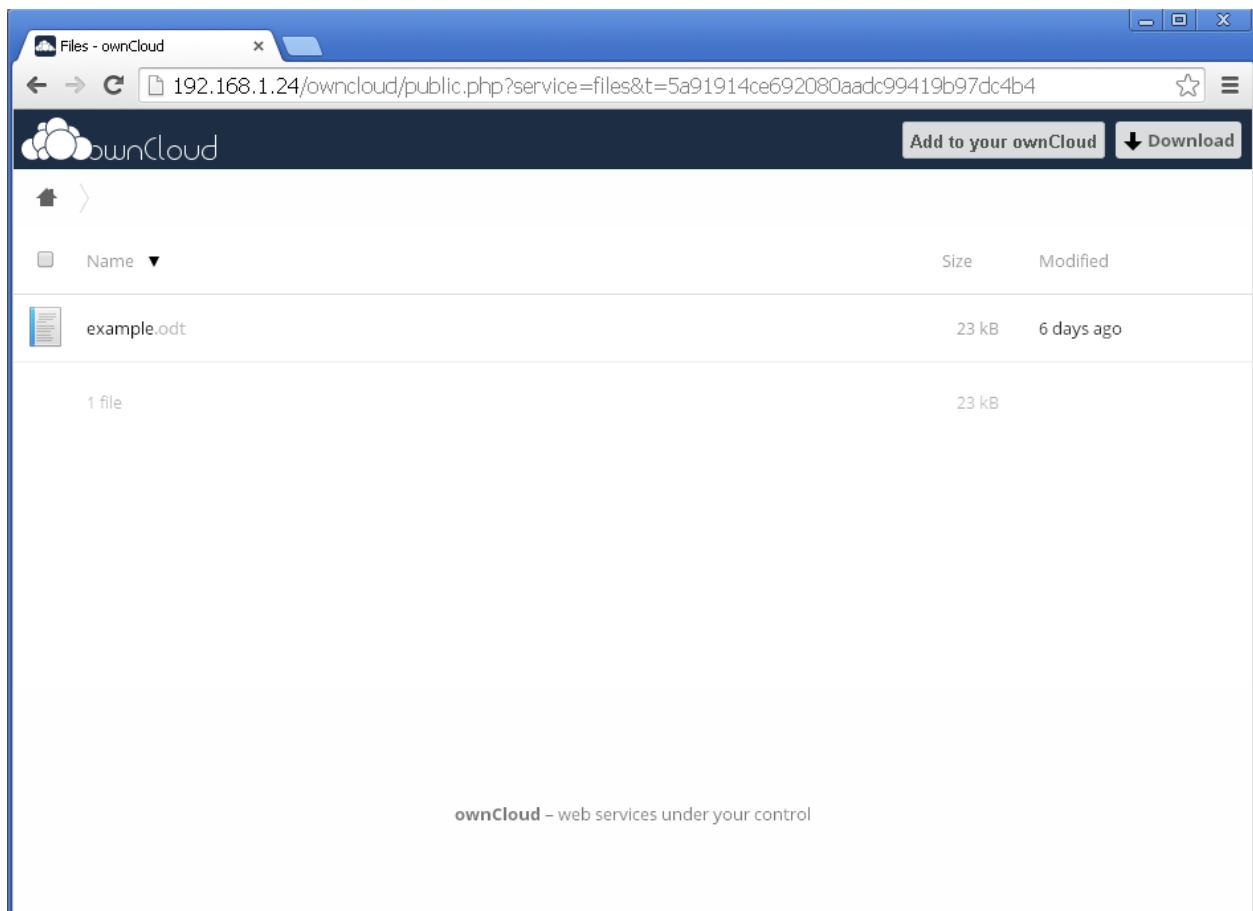 Files - ownCloud
192.168.1.24/owncloud/public.php?service=files&t=5a91914ce692080aadc99419b97dc4b4
ownCloud Add to your ownCloud Download
Name Size Modified
example.odt 23 kB 6 days ago
1 file 23 kB
ownCloud – web services under your control